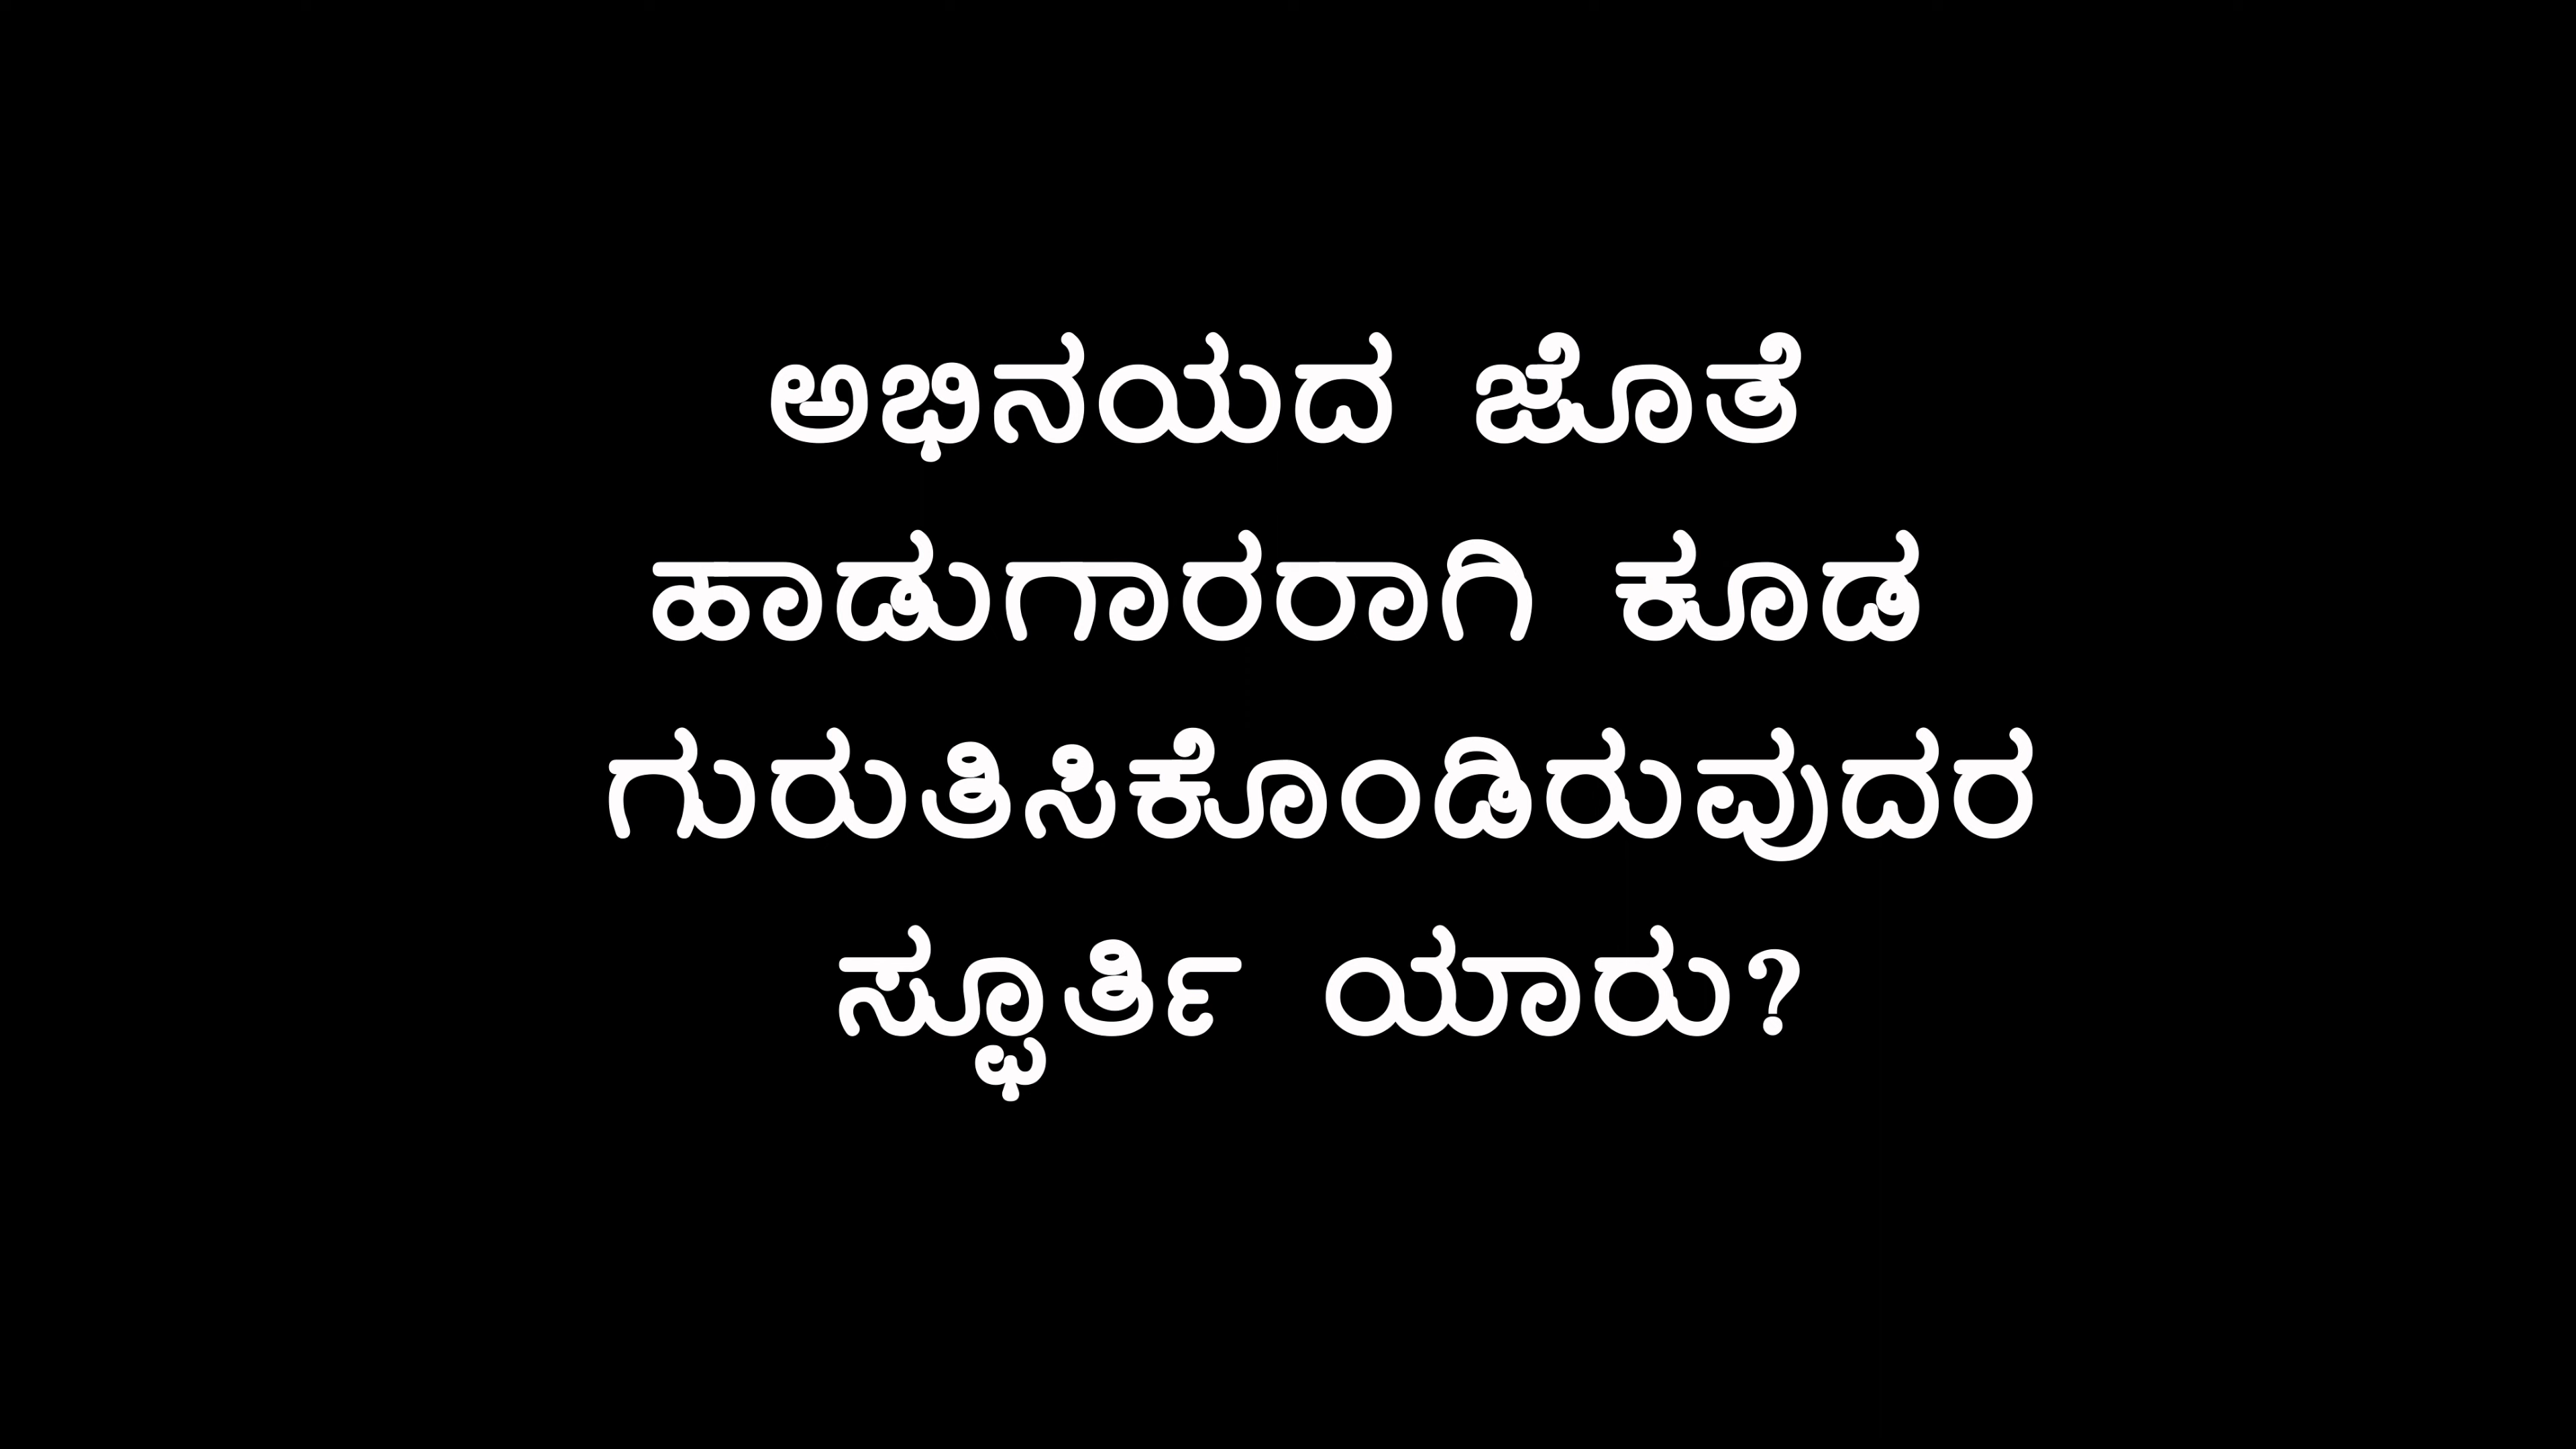 ಅಭಿನಯದ ಜೊತೆ
ಹಾಡುಗಾರರಾಗಿ ಕೂಡ
ಗುರುತಿಸಿಕೊಂಡಿರುವುದರ
ಸ್ಫೂರ್ತಿ ಯಾರು?